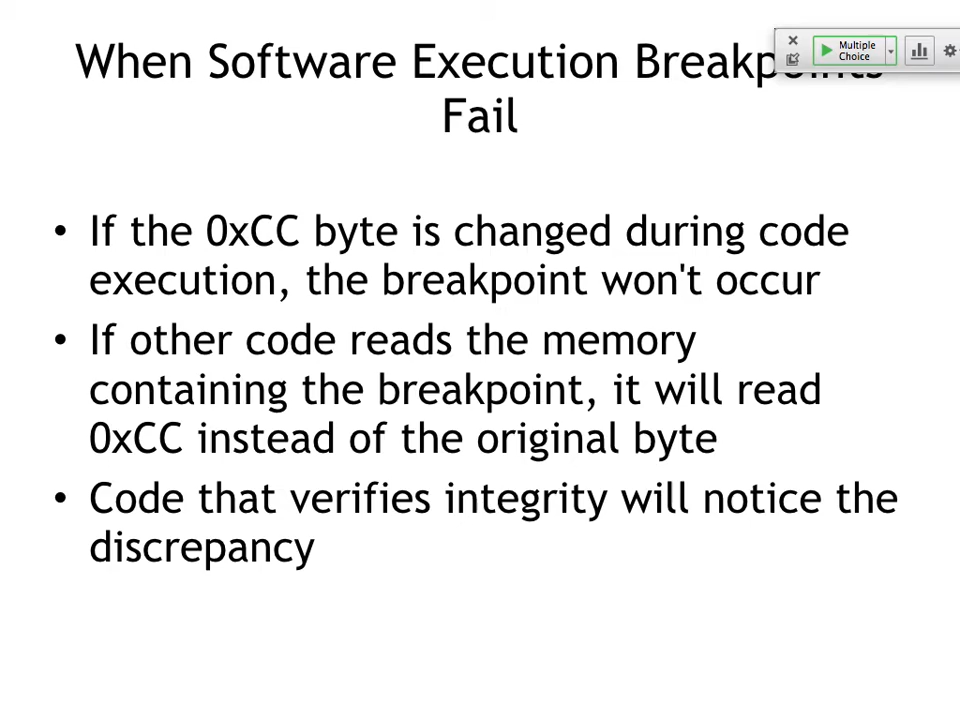 When Software Execution Breakpoints
Fail
Multiple
Choice
• If the 0xCC byte is changed during code
execution, the breakpoint won't occur
• If other code reads the memory
containing the breakpoint, it will read
0xCC instead of the original byte
• Code that verifies integrity will notice the
discrepancy